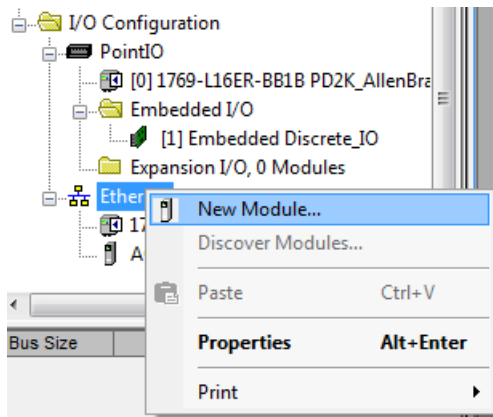 I/O Configuration
PointIO
[0] 1769-L16ER-BB1B PD2K_AllenBra
Embedded I/O
[1] Embedded Discrete_IO
Expansion I/O, 0 Modules
Ether
New Module...
17
Discover Modules...
A
Paste Ctrl+V
Bus Size
Properties Alt+Enter
Print